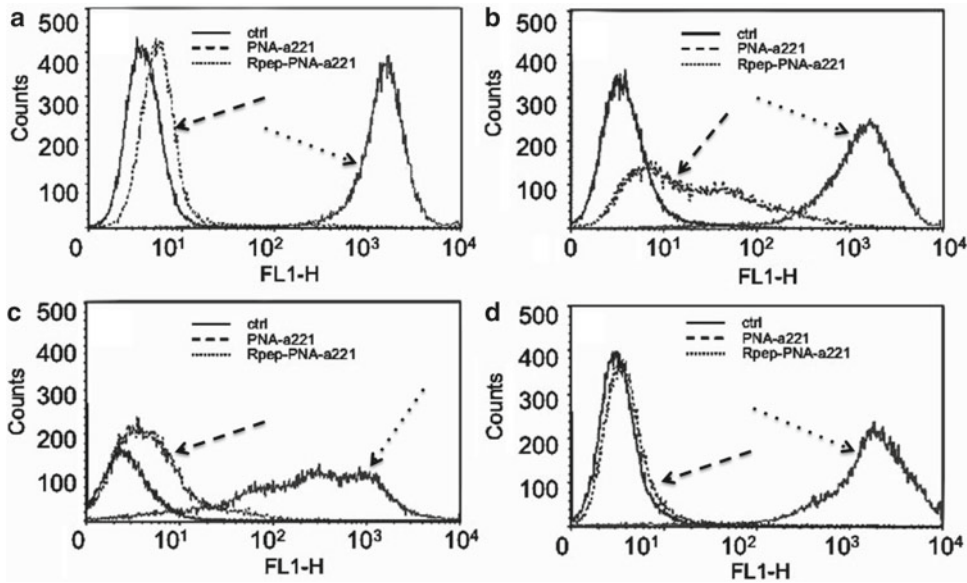 a
500
400
300
200
100
0
Counts
ctrl
PNA-a221
Rpep-PNA-a221
10¹
10²
10³
10⁴
FL1-H
b
500
400
300
200
100
0
Counts
ctrl
PNA-a221
Rpep-PNA-a221
10¹
10²
10³
10⁴
FL1-H
c
500
400
300
200
100
0
Counts
ctrl
PNA-a221
Rpep-PNA-a221
10¹
10²
10³
10⁴
FL1-H
d
500
400
300
200
100
0
Counts
ctrl
PNA-a221
Rpep-PNA-a221
10¹
10²
10³
10⁴
FL1-H